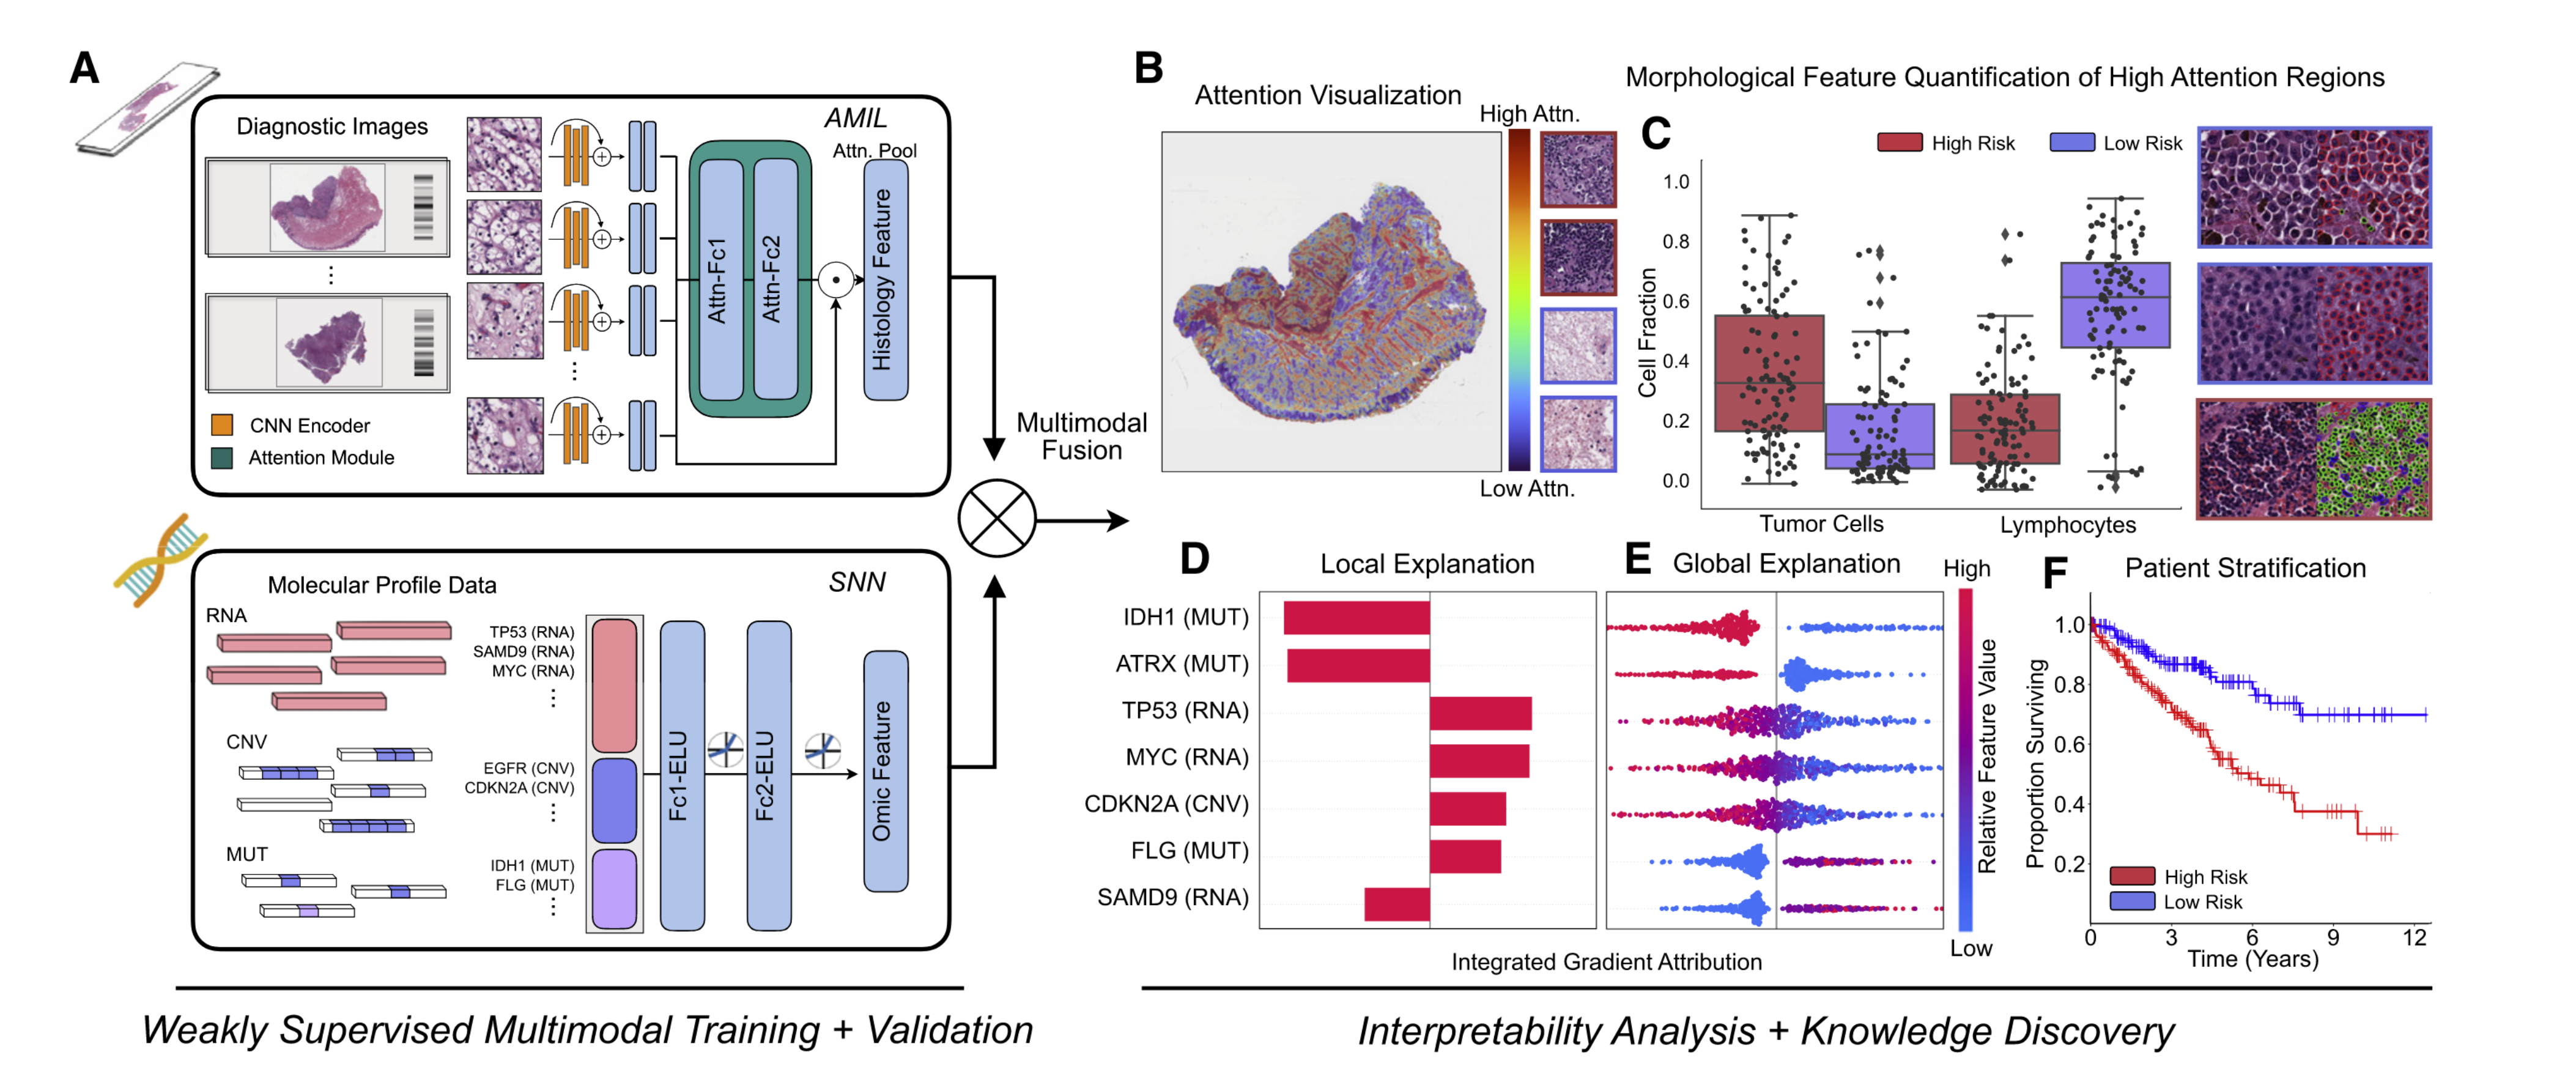 A
Diagnostic Images
AMIL
Attn. Pool
Attn-Fc1
Attn-Fc2
Histology Feature
CNN Encoder
Attention Module
Multimodal
Fusion
Molecular Profile Data
SNN
RNA
TP53 (RNA)
SAMD9 (RNA)
MYC (RNA)
CNV
EGFR (CNV)
CDKN2A (CNV)
MUT
IDH1 (MUT)
FLG (MUT)
Fc1-ELU
Fc2-ELU
Omic Feature
Weakly Supervised Multimodal Training + Validation
B
Attention Visualization
High Attn.
Low Attn.
Morphological Feature Quantification of High Attention Regions
C
High Risk
Low Risk
Cell Fraction
1.0
0.8
0.6
0.4
0.2
0.0
Tumor Cells
Lymphocytes
D
Local Explanation
IDH1 (MUT)
ATRX (MUT)
TP53 (RNA)
MYC (RNA)
CDKN2A (CNV)
FLG (MUT)
SAMD9 (RNA)
E
Global Explanation
High
Relative Feature Value
Low
Integrated Gradient Attribution
F
Patient Stratification
Proportion Surviving
1.0
0.8
0.6
0.4
0.2
High Risk
Low Risk
0
3
6
9
12
Time (Years)
Interpretability Analysis + Knowledge Discovery